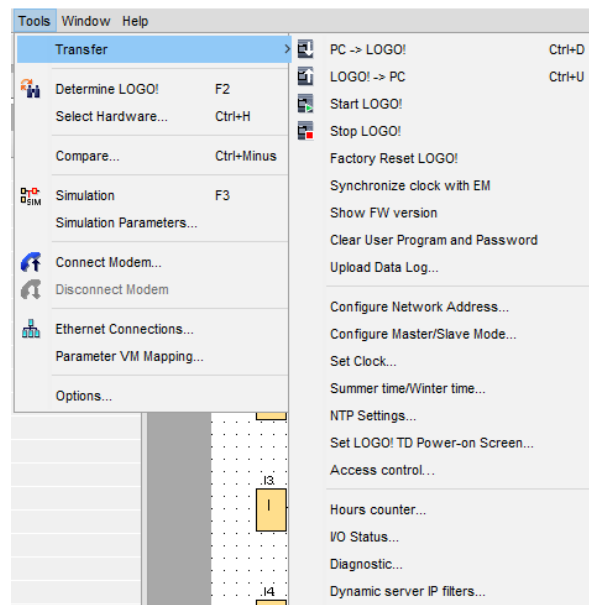 Tools Window Help
Transfer
Determine LOGO! F2
Select Hardware... Ctrl+H
Compare... Ctrl+Minus
SIM
Simulation F3
Simulation Parameters...
Connect Modem...
Disconnect Modem
Ethernet Connections...
Parameter VM Mapping...
Options...
PC -> LOGO! Ctrl+D
LOGO! -> PC Ctrl+U
Start LOGO!
Stop LOGO!
Factory Reset LOGO!
Synchronize clock with EM
Show FW version
Clear User Program and Password
Upload Data Log...
Configure Network Address...
Configure Master/Slave Mode...
Set Clock...
Summer time/Winter time...
NTP Settings...
Set LOGO! TD Power-on Screen...
Access control...
Hours counter...
I/O Status...
Diagnostic...
Dynamic server IP filters...
I3
I
I4